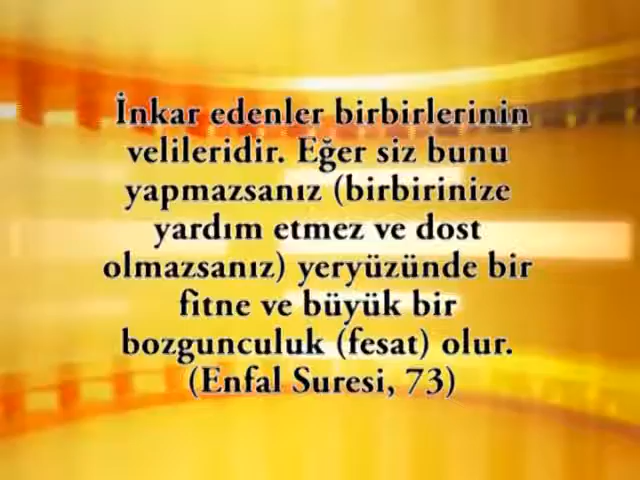 İnkar edenler birbirlerinin
velileridir. Eğer siz bunu
yapmazsanız (birbirinize
yardım etmez ve dost
olmazsanız) yeryüzünde bir
fitne ve büyük bir
bozgunculuk (fesat) olur.
(Enfal Suresi, 73)